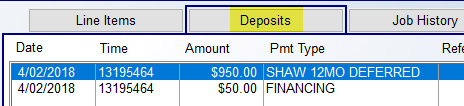 Line Items Deposits Job History
Date Time Amount Pmt Type Refe
4/02/2018 13195464 $950.00 SHAW 12MO DEFERRED
4/02/2018 13195464 $50.00 FINANCING